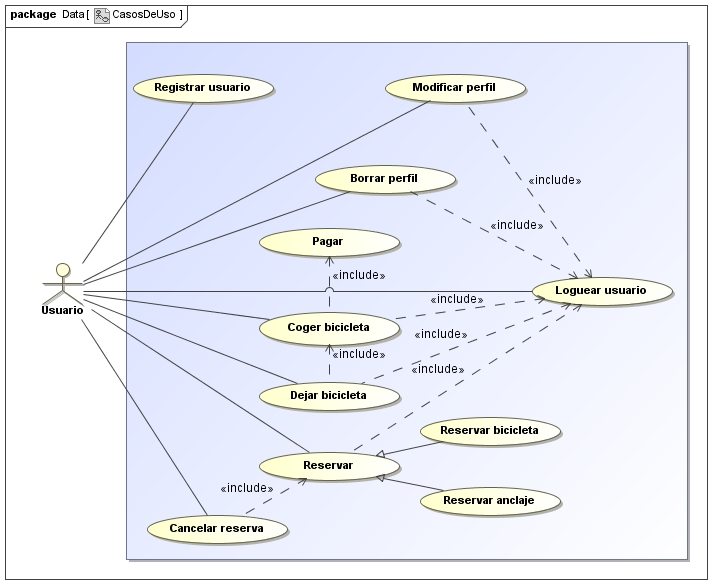 package Data [ CasosDeUso ]
Registrar usuario
Modificar perfil
Borrar perfil
«include»
«include»
Pagar
«include»
Loguear usuario
Usuario
«include»
Coger bicicleta
«include»
«include»
«include»
Dejar bicicleta
Reservar bicicleta
Reservar
«include»
Reservar anclaje
Cancelar reserva